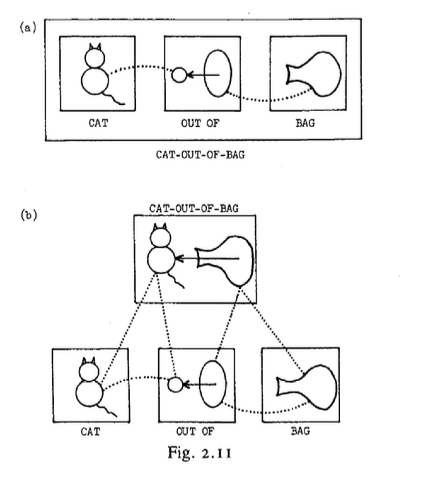 (a)
CAT OUT OF BAG
CAT-OUT-OF-BAG
(b)
CAT-OUT-OF-BAG
CAT OUT OF BAG
Fig. 2.11